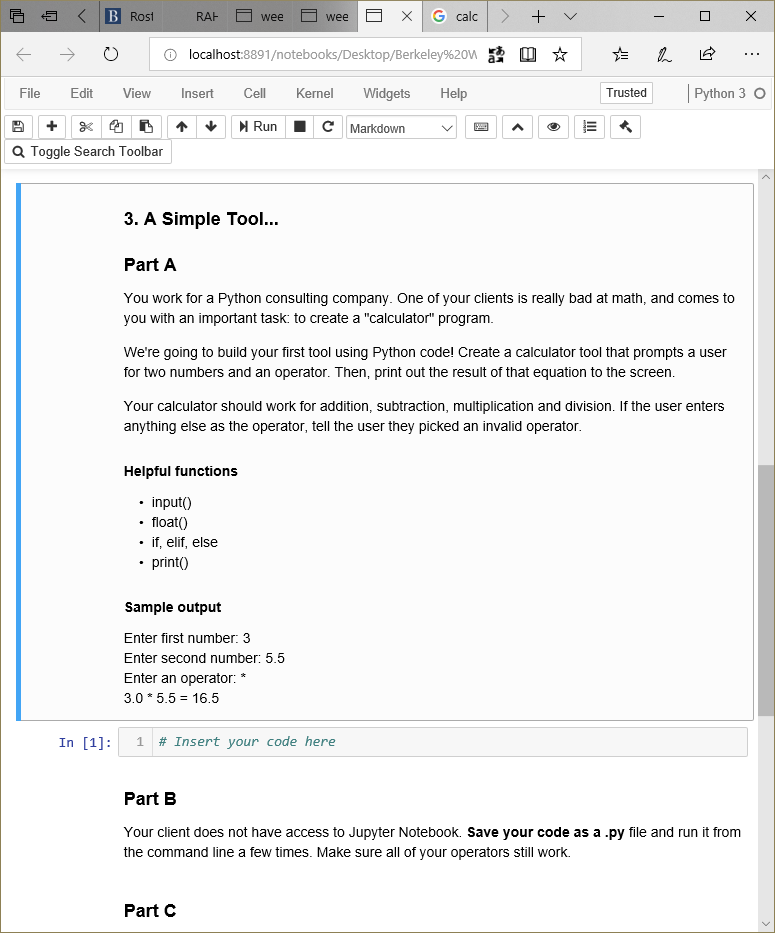 Rost
RAH
wee
wee
calc
localhost:8891/notebooks/Desktop/Berkeley%20W
File Edit View Insert Cell Kernel Widgets Help Trusted Python 3
Run Markdown
Toggle Search Toolbar
3. A Simple Tool...
Part A
You work for a Python consulting company. One of your clients is really bad at math, and comes to
you with an important task: to create a "calculator" program.
We're going to build your first tool using Python code! Create a calculator tool that prompts a user
for two numbers and an operator. Then, print out the result of that equation to the screen.
Your calculator should work for addition, subtraction, multiplication and division. If the user enters
anything else as the operator, tell the user they picked an invalid operator.
Helpful functions
• input()
• float()
• if, elif, else
• print()
Sample output
Enter first number: 3
Enter second number: 5.5
Enter an operator: *
3.0 * 5.5 = 16.5
In [1]: 1 # Insert your code here
Part B
Your client does not have access to Jupyter Notebook. Save your code as a .py file and run it from
the command line a few times. Make sure all of your operators still work.
Part C